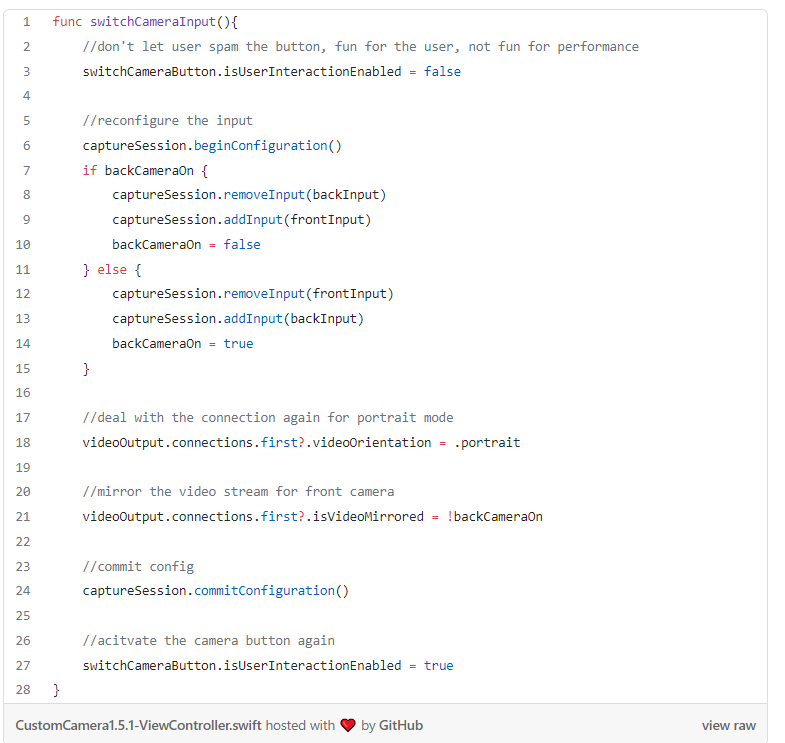 1 func switchCameraInput(){
2 //don't let user spam the button, fun for the user, not fun for performance
3 switchCameraButton.isUserInteractionEnabled = false
4
5 //reconfigure the input
6 captureSession.beginConfiguration()
7 if backCameraOn {
8 captureSession.removeInput(backInput)
9 captureSession.addInput(frontInput)
10 backCameraOn = false
11 } else {
12 captureSession.removeInput(frontInput)
13 captureSession.addInput(backInput)
14 backCameraOn = true
15 }
16
17 //deal with the connection again for portrait mode
18 videoOutput.connections.first?.videoOrientation = .portrait
19
20 //mirror the video stream for front camera
21 videoOutput.connections.first?.isVideoMirrored = !backCameraOn
22
23 //commit config
24 captureSession.commitConfiguration()
25
26 //acitvate the camera button again
27 switchCameraButton.isUserInteractionEnabled = true
28 }
CustomCamera1.5.1-ViewController.swift hosted with ❤ by GitHub view raw